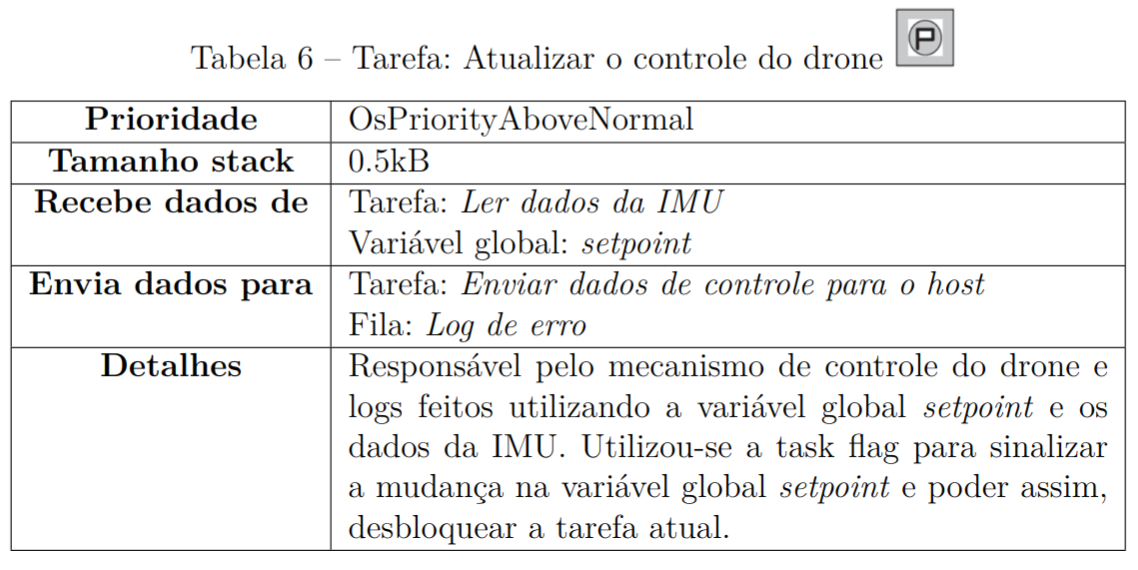 Tabela 6 – Tarefa: Atualizar o controle do drone P
Prioridade OsPriorityAboveNormal
Tamanho stack 0.5kB
Recebe dados de Tarefa: Ler dados da IMU
Variável global: setpoint
Envia dados para Tarefa: Enviar dados de controle para o host
Fila: Log de erro
Detalhes Responsável pelo mecanismo de controle do drone e
logs feitos utilizando a variável global setpoint e os
dados da IMU. Utilizou-se a task flag para sinalizar
a mudança na variável global setpoint e poder assim,
desbloquear a tarefa atual.